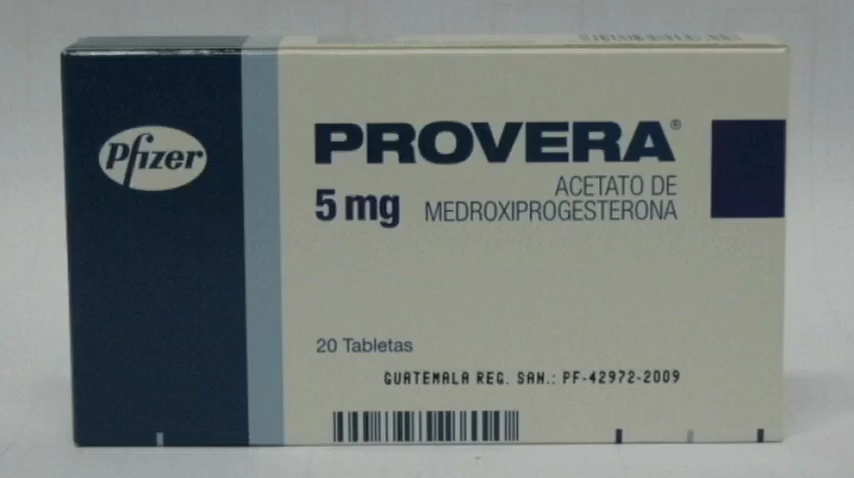 Pfizer
PROVERA®
5 mg
ACETATO DE
MEDROXIPROGESTERONA
20 Tabletas
GUATEMALA REG. SAN.: PF-42972-2009